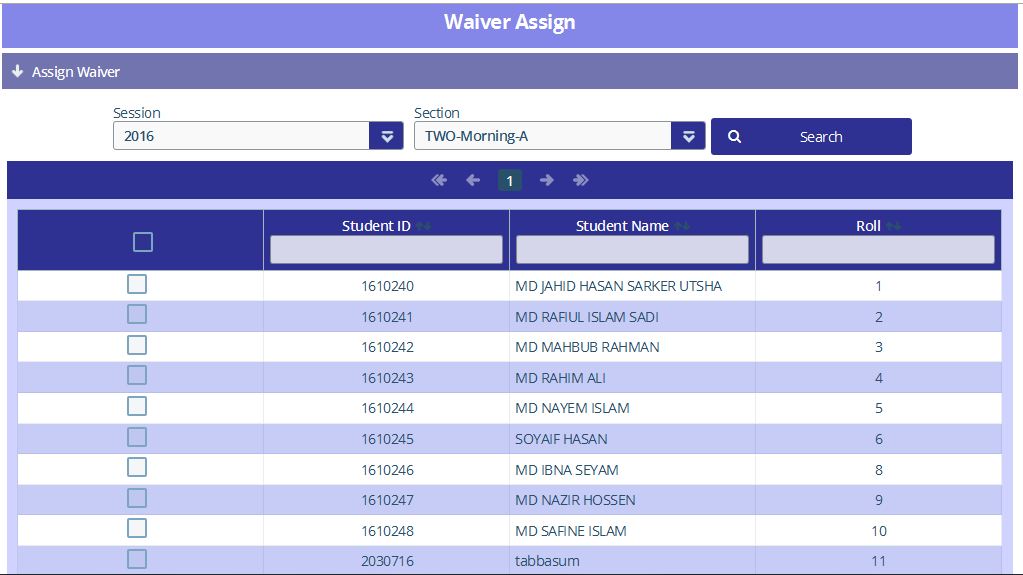 Waiver Assign
Assign Waiver
Session Section
2016 TWO-Morning-A Search
1
Student ID Student Name Roll
1610240 MD JAHID HASAN SARKER UTSHA 1
1610241 MD RAFIUL ISLAM SADI 2
1610242 MD MAHBUB RAHMAN 3
1610243 MD RAHIM ALI 4
1610244 MD NAYEM ISLAM 5
1610245 SOYAIF HASAN 6
1610246 MD IBNA SEYAM 8
1610247 MD NAZIR HOSSEN 9
1610248 MD SAFINE ISLAM 10
2030716 tabbasum 11